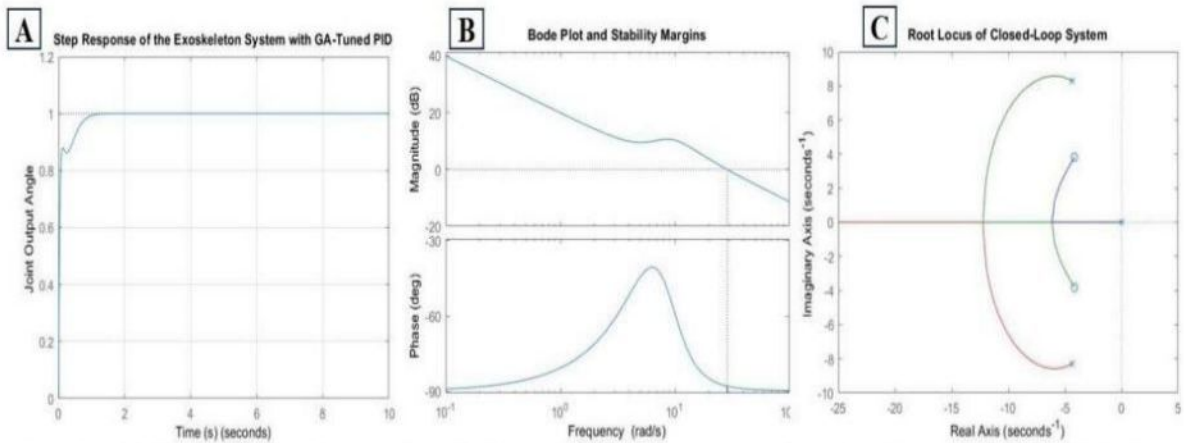 A
Step Response of the Exoskeleton System with GA-Tuned PID
1.2
1
0.8
0.6
0.4
0.2
0
Joint Output Angle
0 2 4 6 8 10
Time (s) (seconds)
B
Bode Plot and Stability Margins
40
20
0
-20
Magnitude (dB)
-30
-60
-90
Phase (deg)
10-1 100 101
Frequency (rad/s)
C
Root Locus of Closed-Loop System
10
8
6
4
2
0
-2
-4
-6
-8
-10
Imaginary Axis (seconds-1)
-25 -20 -15 -10 -5 0 5
Real Axis (seconds-1)